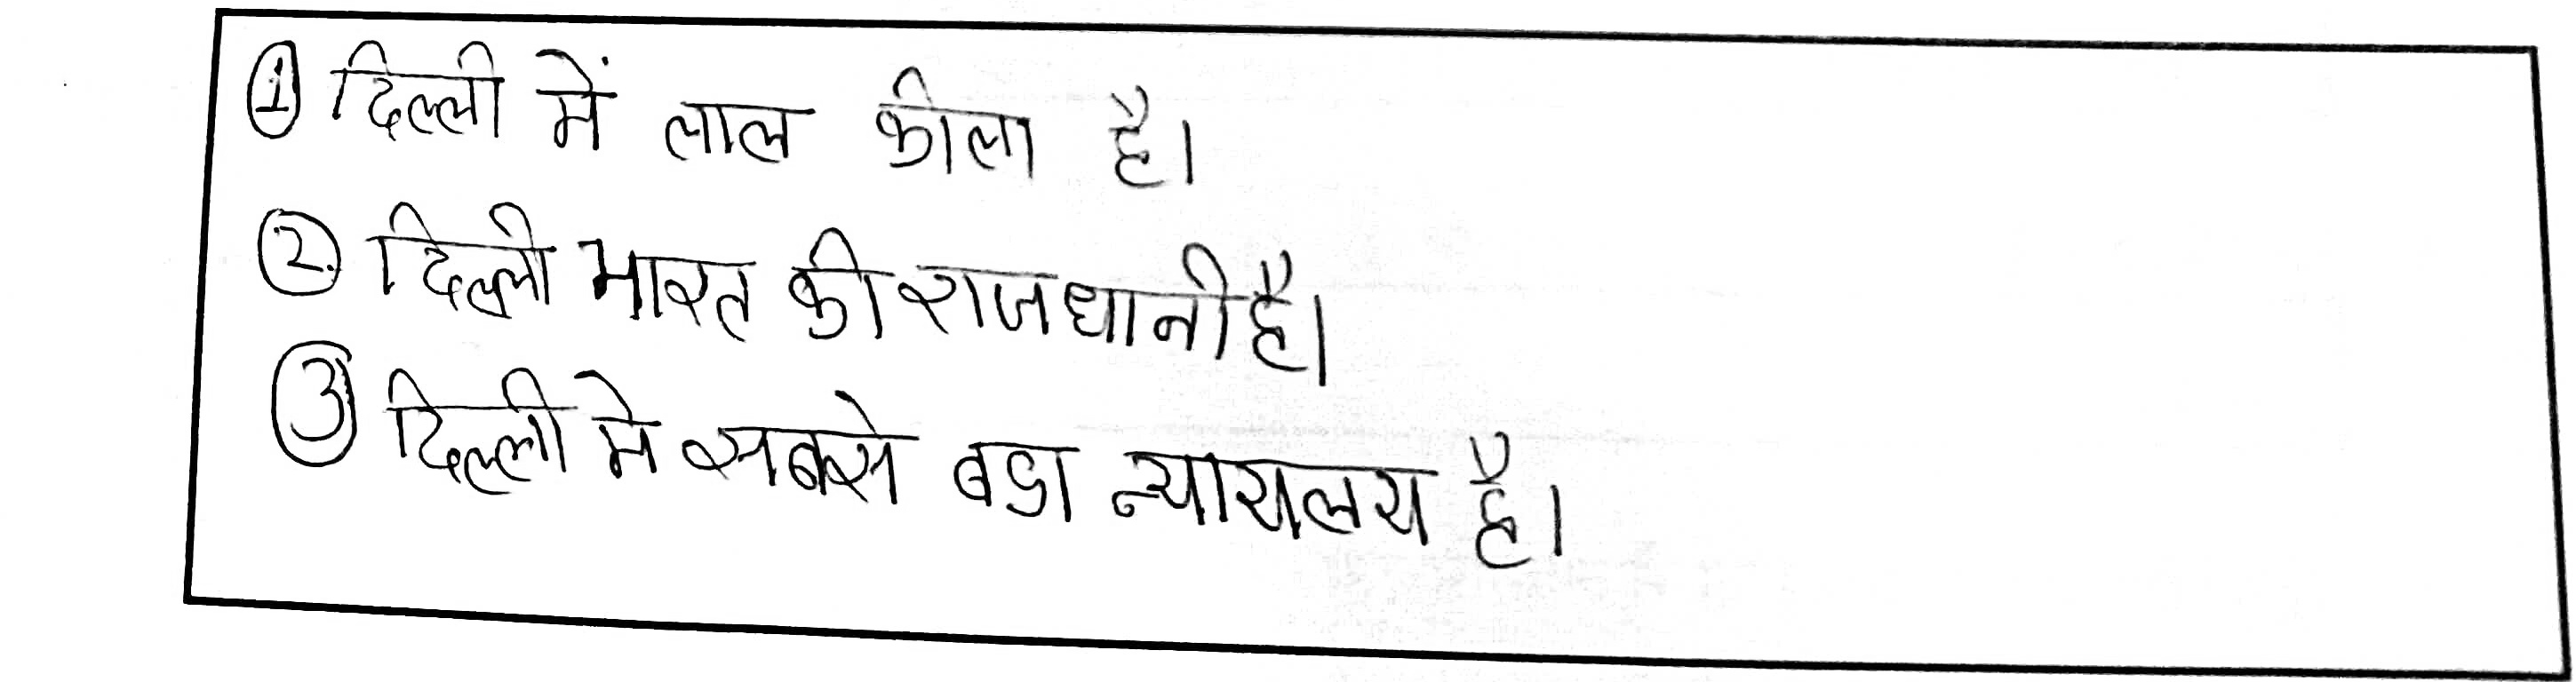 ① दिल्ली में लाल कीला है।
② दिल्ली भारत की राजधानी है।
③ दिल्ली मे सबसे बडा न्यायालय है।